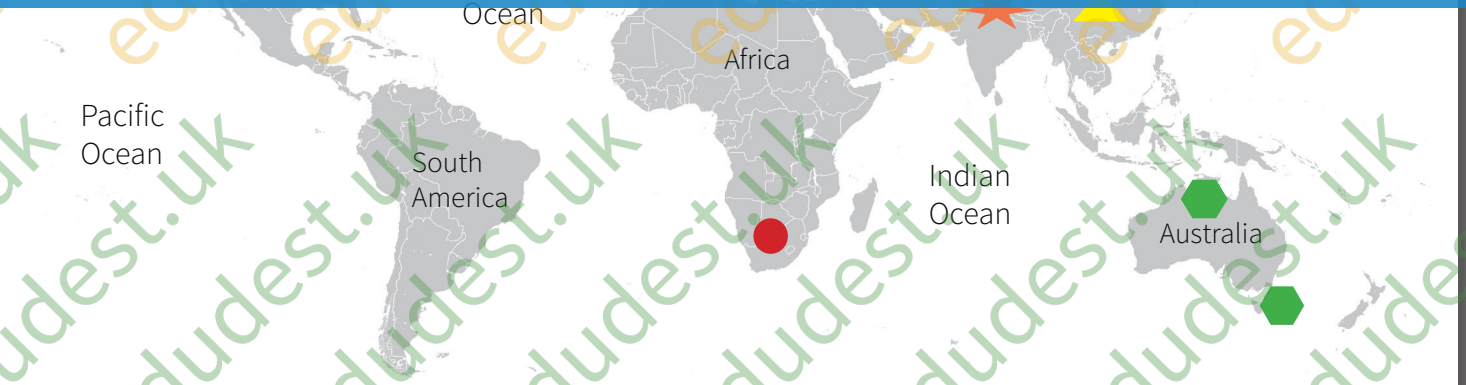 Ocean
Africa
Pacific
Ocean
South
America
Indian
Ocean
Australia
edudest.uk